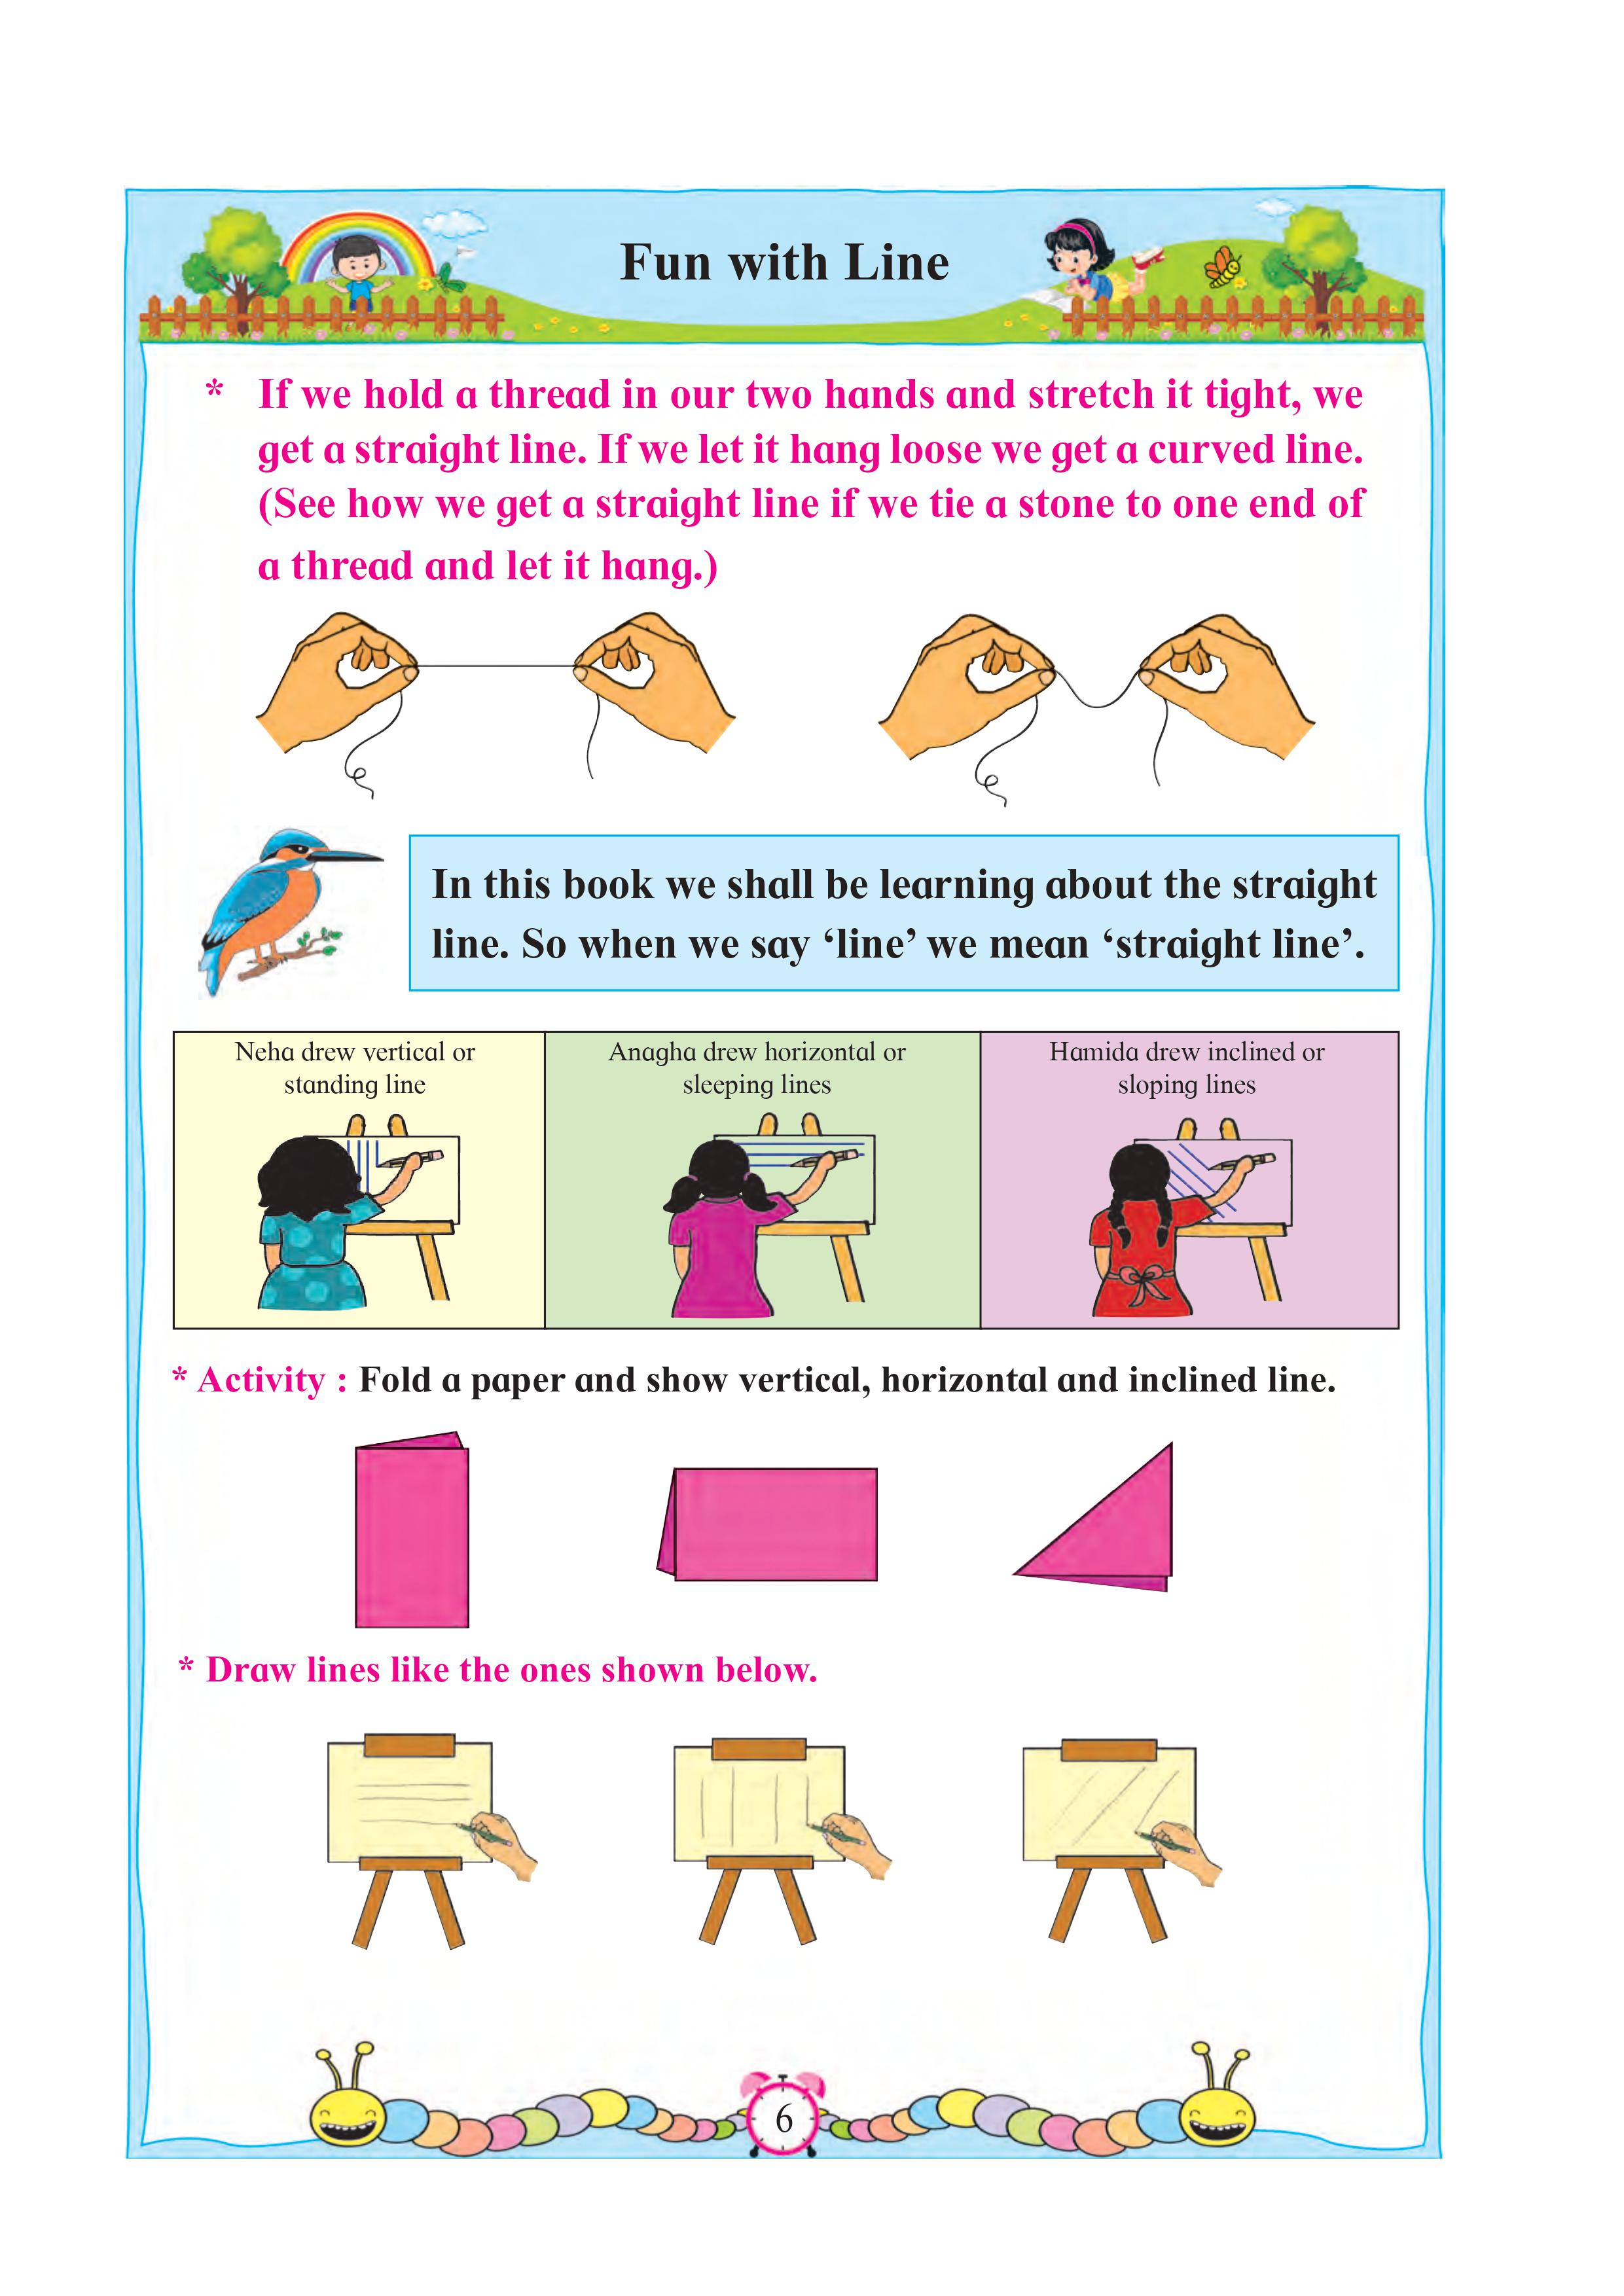 Fun with Line
* If we hold a thread in our two hands and stretch it tight, we
get a straight line. If we let it hang loose we get a curved line.
(See how we get a straight line if we tie a stone to one end of
a thread and let it hang.)
In this book we shall be learning about the straight
line. So when we say ‘line’ we mean ‘straight line’.
Neha drew vertical or
standing line
Anagha drew horizontal or
sleeping lines
Hamida drew inclined or
sloping lines
* Activity : Fold a paper and show vertical, horizontal and inclined line.
* Draw lines like the ones shown below.
6